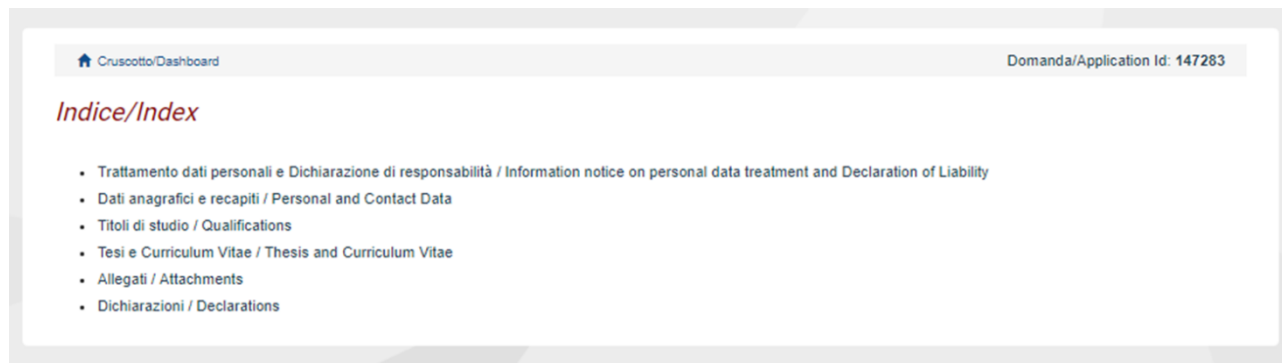 Cruscotto/Dashboard Domanda/Application Id: 147283
Indice/Index
Trattamento dati personali e Dichiarazione di responsabilità / Information notice on personal data treatment and Declaration of Liability
Dati anagrafici e recapiti / Personal and Contact Data
Titoli di studio / Qualifications
Tesi e Curriculum Vitae / Thesis and Curriculum Vitae
Allegati / Attachments
Dichiarazioni / Declarations